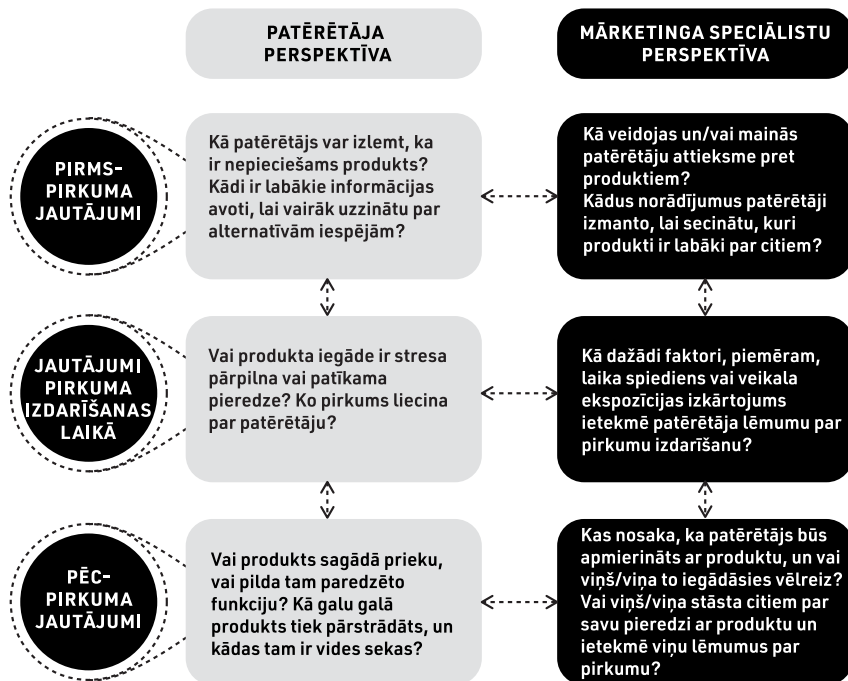 PATĒRĒTĀJA
PERSPEKTĪVA
MĀRKETINGA SPECIĀLISTU
PERSPEKTĪVA
PIRMS-
PIRKUMA
JAUTĀJUMI
Kā patērētājs var izlemt, ka
ir nepieciešams produkts?
Kādi ir labākie informācijas
avoti, lai vairāk uzzinātu par
alternatīvām iespējām?
Kā veidojas un/vai mainās
patērētāju attieksme pret
produktiem?
Kādus norādījumus patērētāji
izmanto, lai secinātu, kuri
produkti ir labāki par citiem?
JAUTĀJUMI
PIRKUMA
IZDARĪŠANAS
LAIKĀ
Vai produkta iegāde ir stresa
pārpilna vai patīkama
pieredze? Ko pirkums liecina
par patērētāju?
Kā dažādi faktori, piemēram,
laika spiediens vai veikala
ekspozīcijas izkārtojums
ietekmē patērētāja lēmumu par
pirkumu izdarīšanu?
PĒC-
PIRKUMA
JAUTĀJUMI
Vai produkts sagādā prieku,
vai pilda tam paredzēto
funkciju? Kā galu galā
produkts tiek pārstrādāts, un
kādas tam ir vides sekas?
Kas nosaka, ka patērētājs būs
apmierināts ar produktu, un vai
viņš/viņa to iegādāsies vēlreiz?
Vai viņš/viņa stāsta citiem par
savu pieredzi ar produktu un
ietekmē viņu lēmumus par
pirkumu?